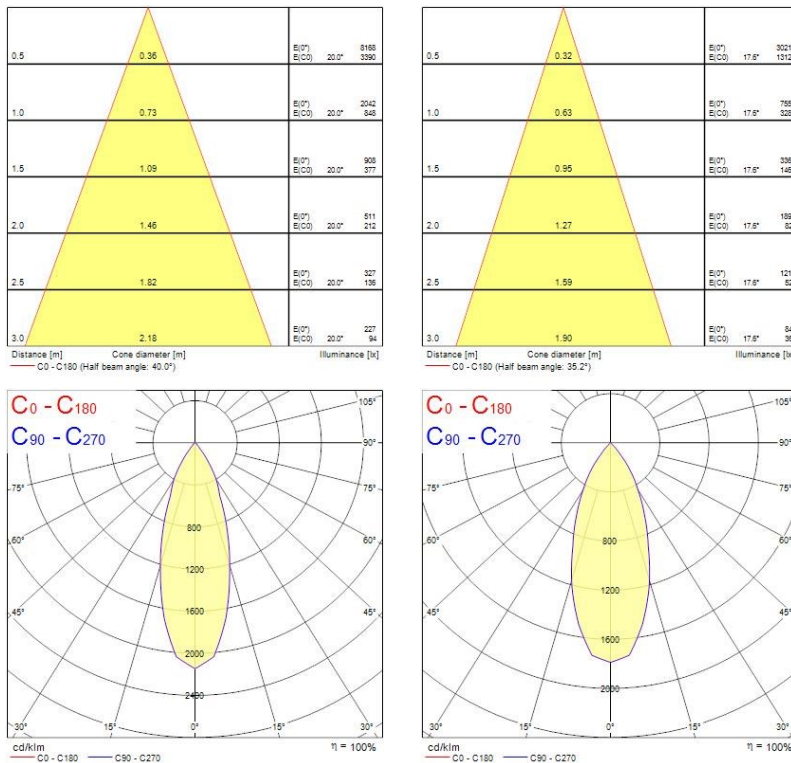 E(0°) 8168
0.5 0.36 E(C0) 20.0° 3390
E(0°) 2042
1.0 0.73 E(C0) 20.0° 848
E(0°) 908
1.5 1.09 E(C0) 20.0° 377
E(0°) 511
2.0 1.46 E(C0) 20.0° 212
E(0°) 327
2.5 1.82 E(C0) 20.0° 136
E(0°) 227
3.0 2.18 E(C0) 20.0° 94
Distance [m] Cone diameter [m] Illuminance [lx]
C0 - C180 (Half beam angle: 40.0°)
E(0°) 3021
0.5 0.32 E(C0) 17.6° 1312
E(0°) 755
1.0 0.63 E(C0) 17.6° 328
E(0°) 336
1.5 0.95 E(C0) 17.6° 146
E(0°) 189
2.0 1.27 E(C0) 17.6° 82
E(0°) 121
2.5 1.59 E(C0) 17.6° 52
E(0°) 84
3.0 1.90 E(C0) 17.6° 36
Distance [m] Cone diameter [m] Illuminance [lx]
C0 - C180 (Half beam angle: 35.2°)
C0 - C180
C90 - C270
105°
90°
75° 75°
800
60° 60°
1200
45° 1600 45°
2000
2400
30° 15° 0° 15° 30°
cd/klm η = 100%
C0 - C180 C90 - C270
C0 - C180
C90 - C270
105°
90°
75° 75°
800
60° 60°
1200
45° 1600 45°
2000
30° 15° 0° 15° 30°
cd/klm η = 100%
C0 - C180 C90 - C270